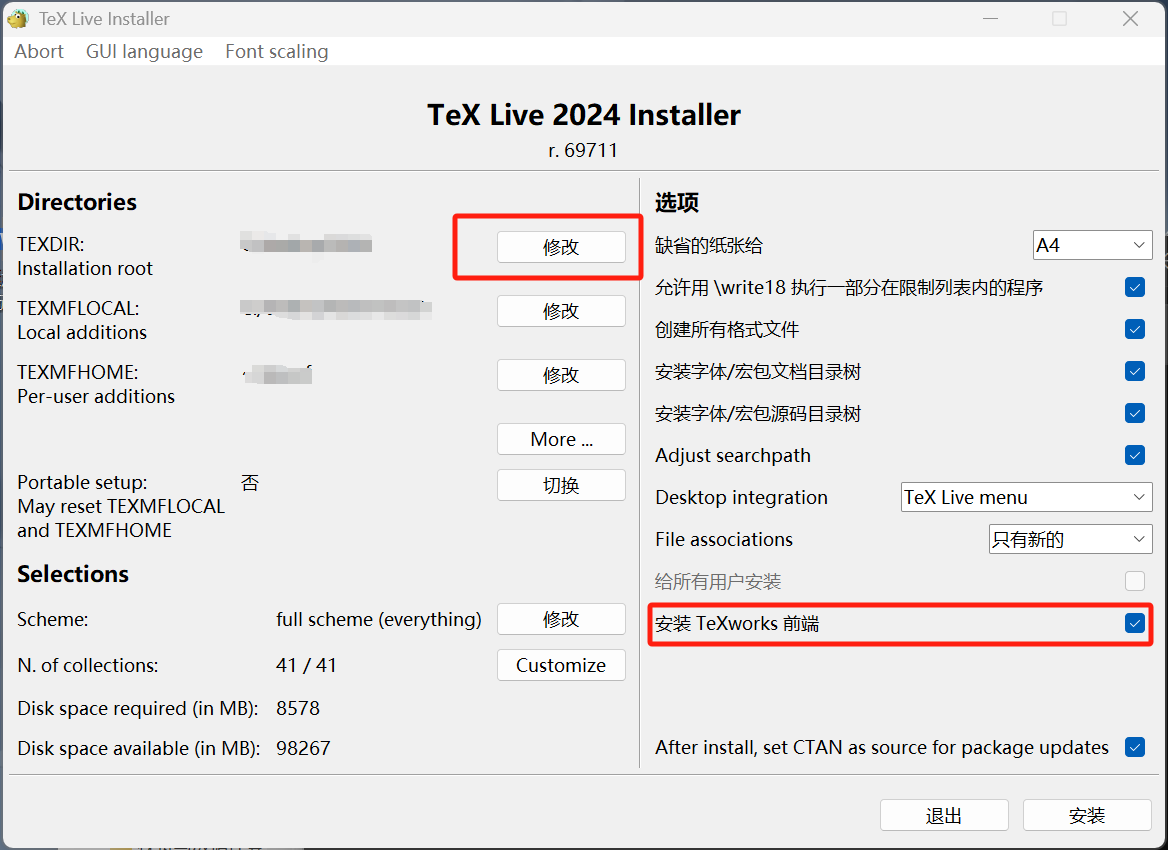 TeX Live Installer
Abort GUI language Font scaling
TeX Live 2024 Installer
r. 69711
Directories
TEXDIR:
Installation root
修改
TEXMFLOCAL:
Local additions
修改
TEXMFHOME:
Per-user additions
修改
More ...
Portable setup: 否
May reset TEXMFLOCAL
and TEXMFHOME
切换
Selections
Scheme: full scheme (everything) 修改
N. of collections: 41 / 41 Customize
Disk space required (in MB): 8578
Disk space available (in MB): 98267
选项
缺省的纸张给 A4
允许用 \write18 执行一部分在限制列表内的程序
创建所有格式文件
安装字体/宏包文档目录树
安装字体/宏包源码目录树
Adjust searchpath
Desktop integration TeX Live menu
File associations 只有新的
给所有用户安装
安装 TeXworks 前端
After install, set CTAN as source for package updates
退出 安装